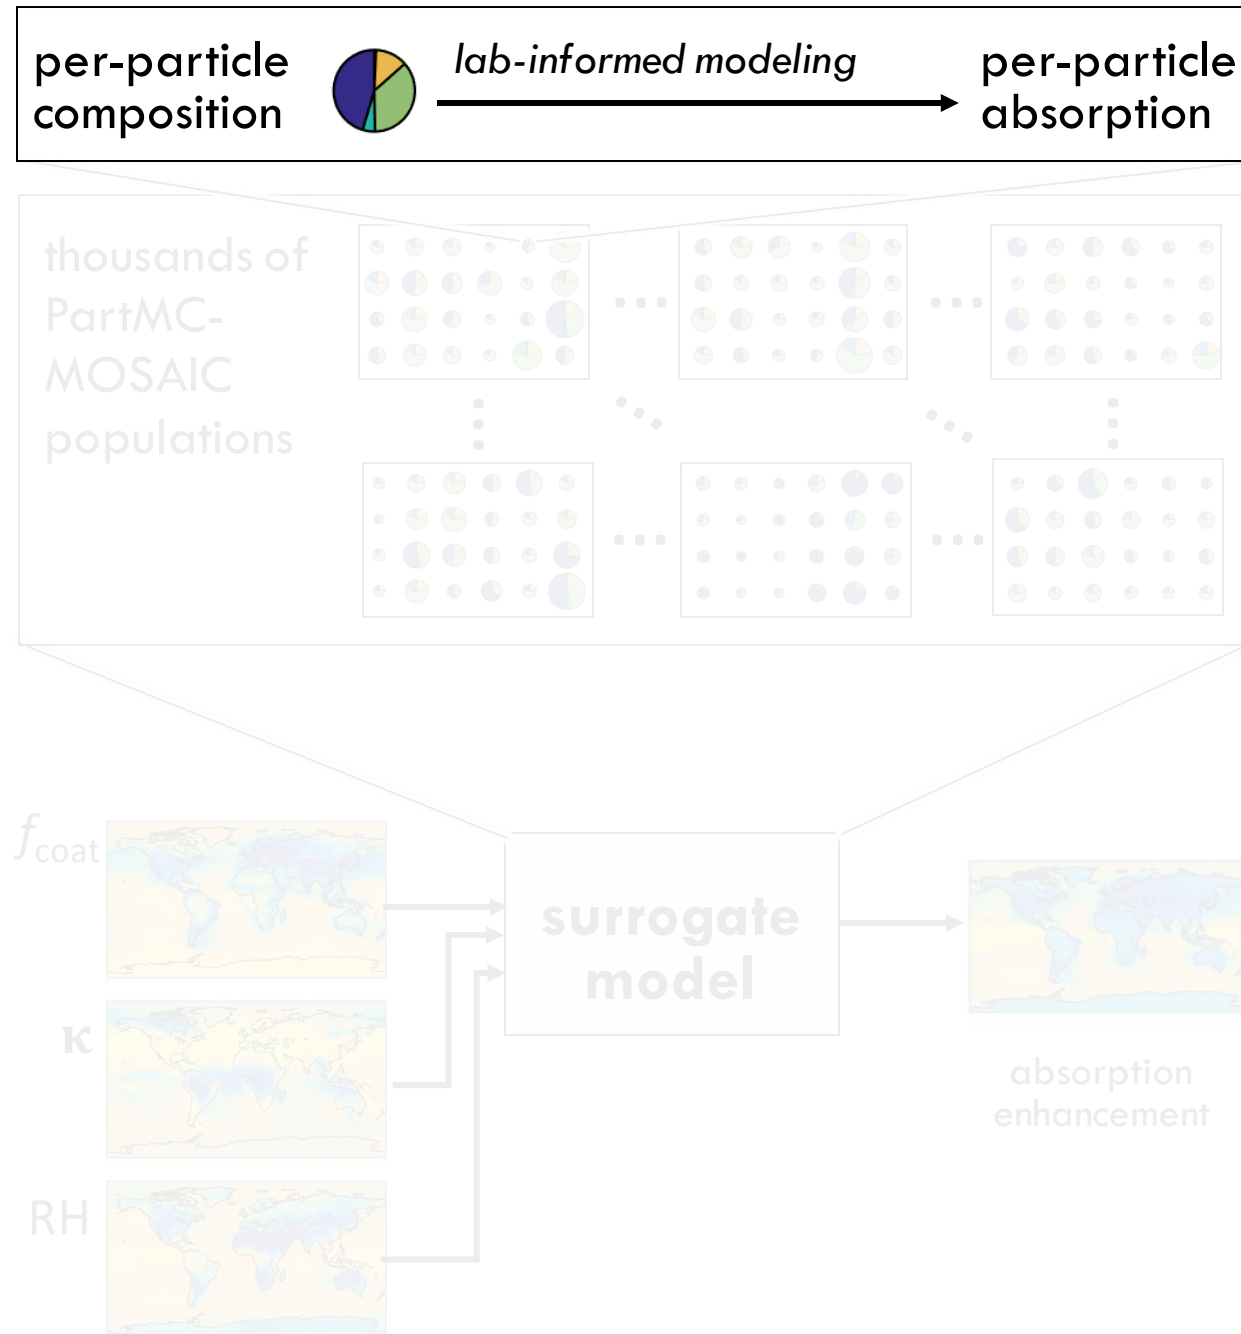 per-particle
composition
lab-informed modeling
per-particle
absorption
thousands of
PartMC-
MOSAIC
populations
f coat
κ
RH
surrogate
model
absorption
enhancement